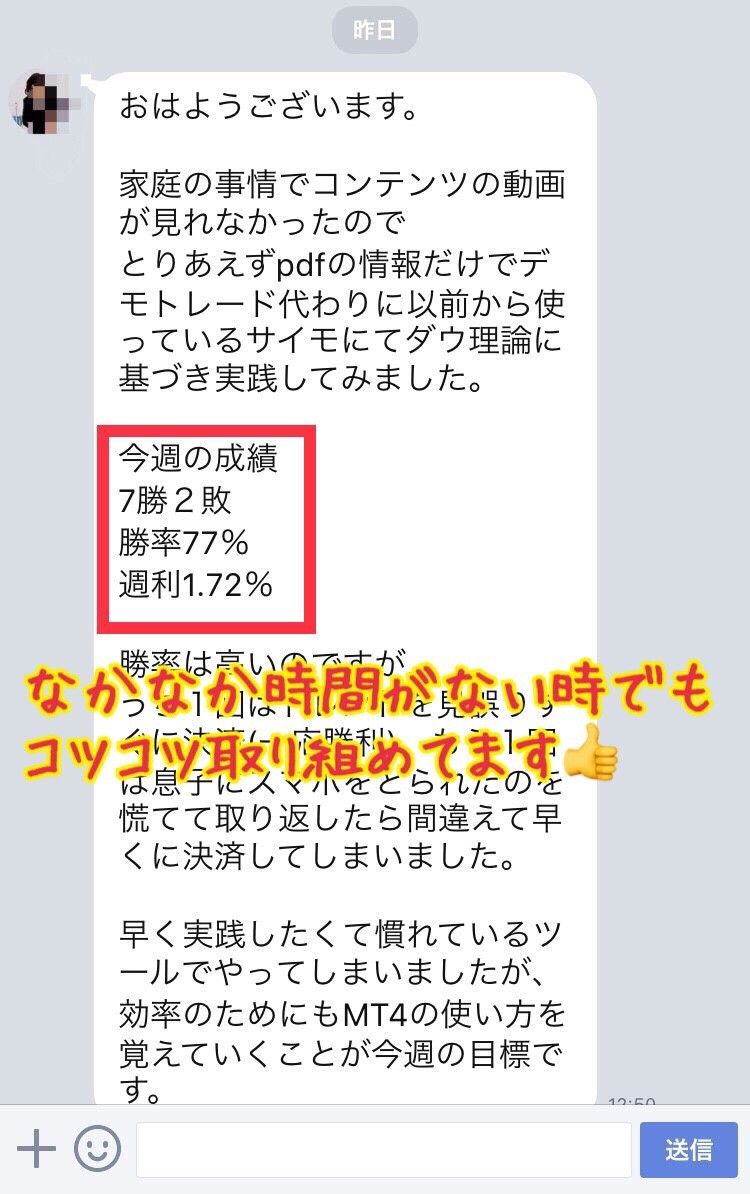 昨日
おはようございます。
家庭の事情でコンテンツの動画
が見れなかったので
とりあえずpdfの情報だけでデ
モトレード代わりに以前から使
っているサイモにてダウ理論に
基づき実践してみました。
今週の成績
7勝２敗
勝率77%
週利1.72%
勝率は高いのですが
なかなか時間がない時でも
コツコツ取り組めてます👍
は息子にスマホをとられたのを
慌てて取り返したら間違えて早
くに決済してしまいました。
早く実践したくて慣れているツ
ールでやってしまいましたが、
効率のためにもMT4の使い方を
覚えていくことが今週の目標で
す。
12:50
送信